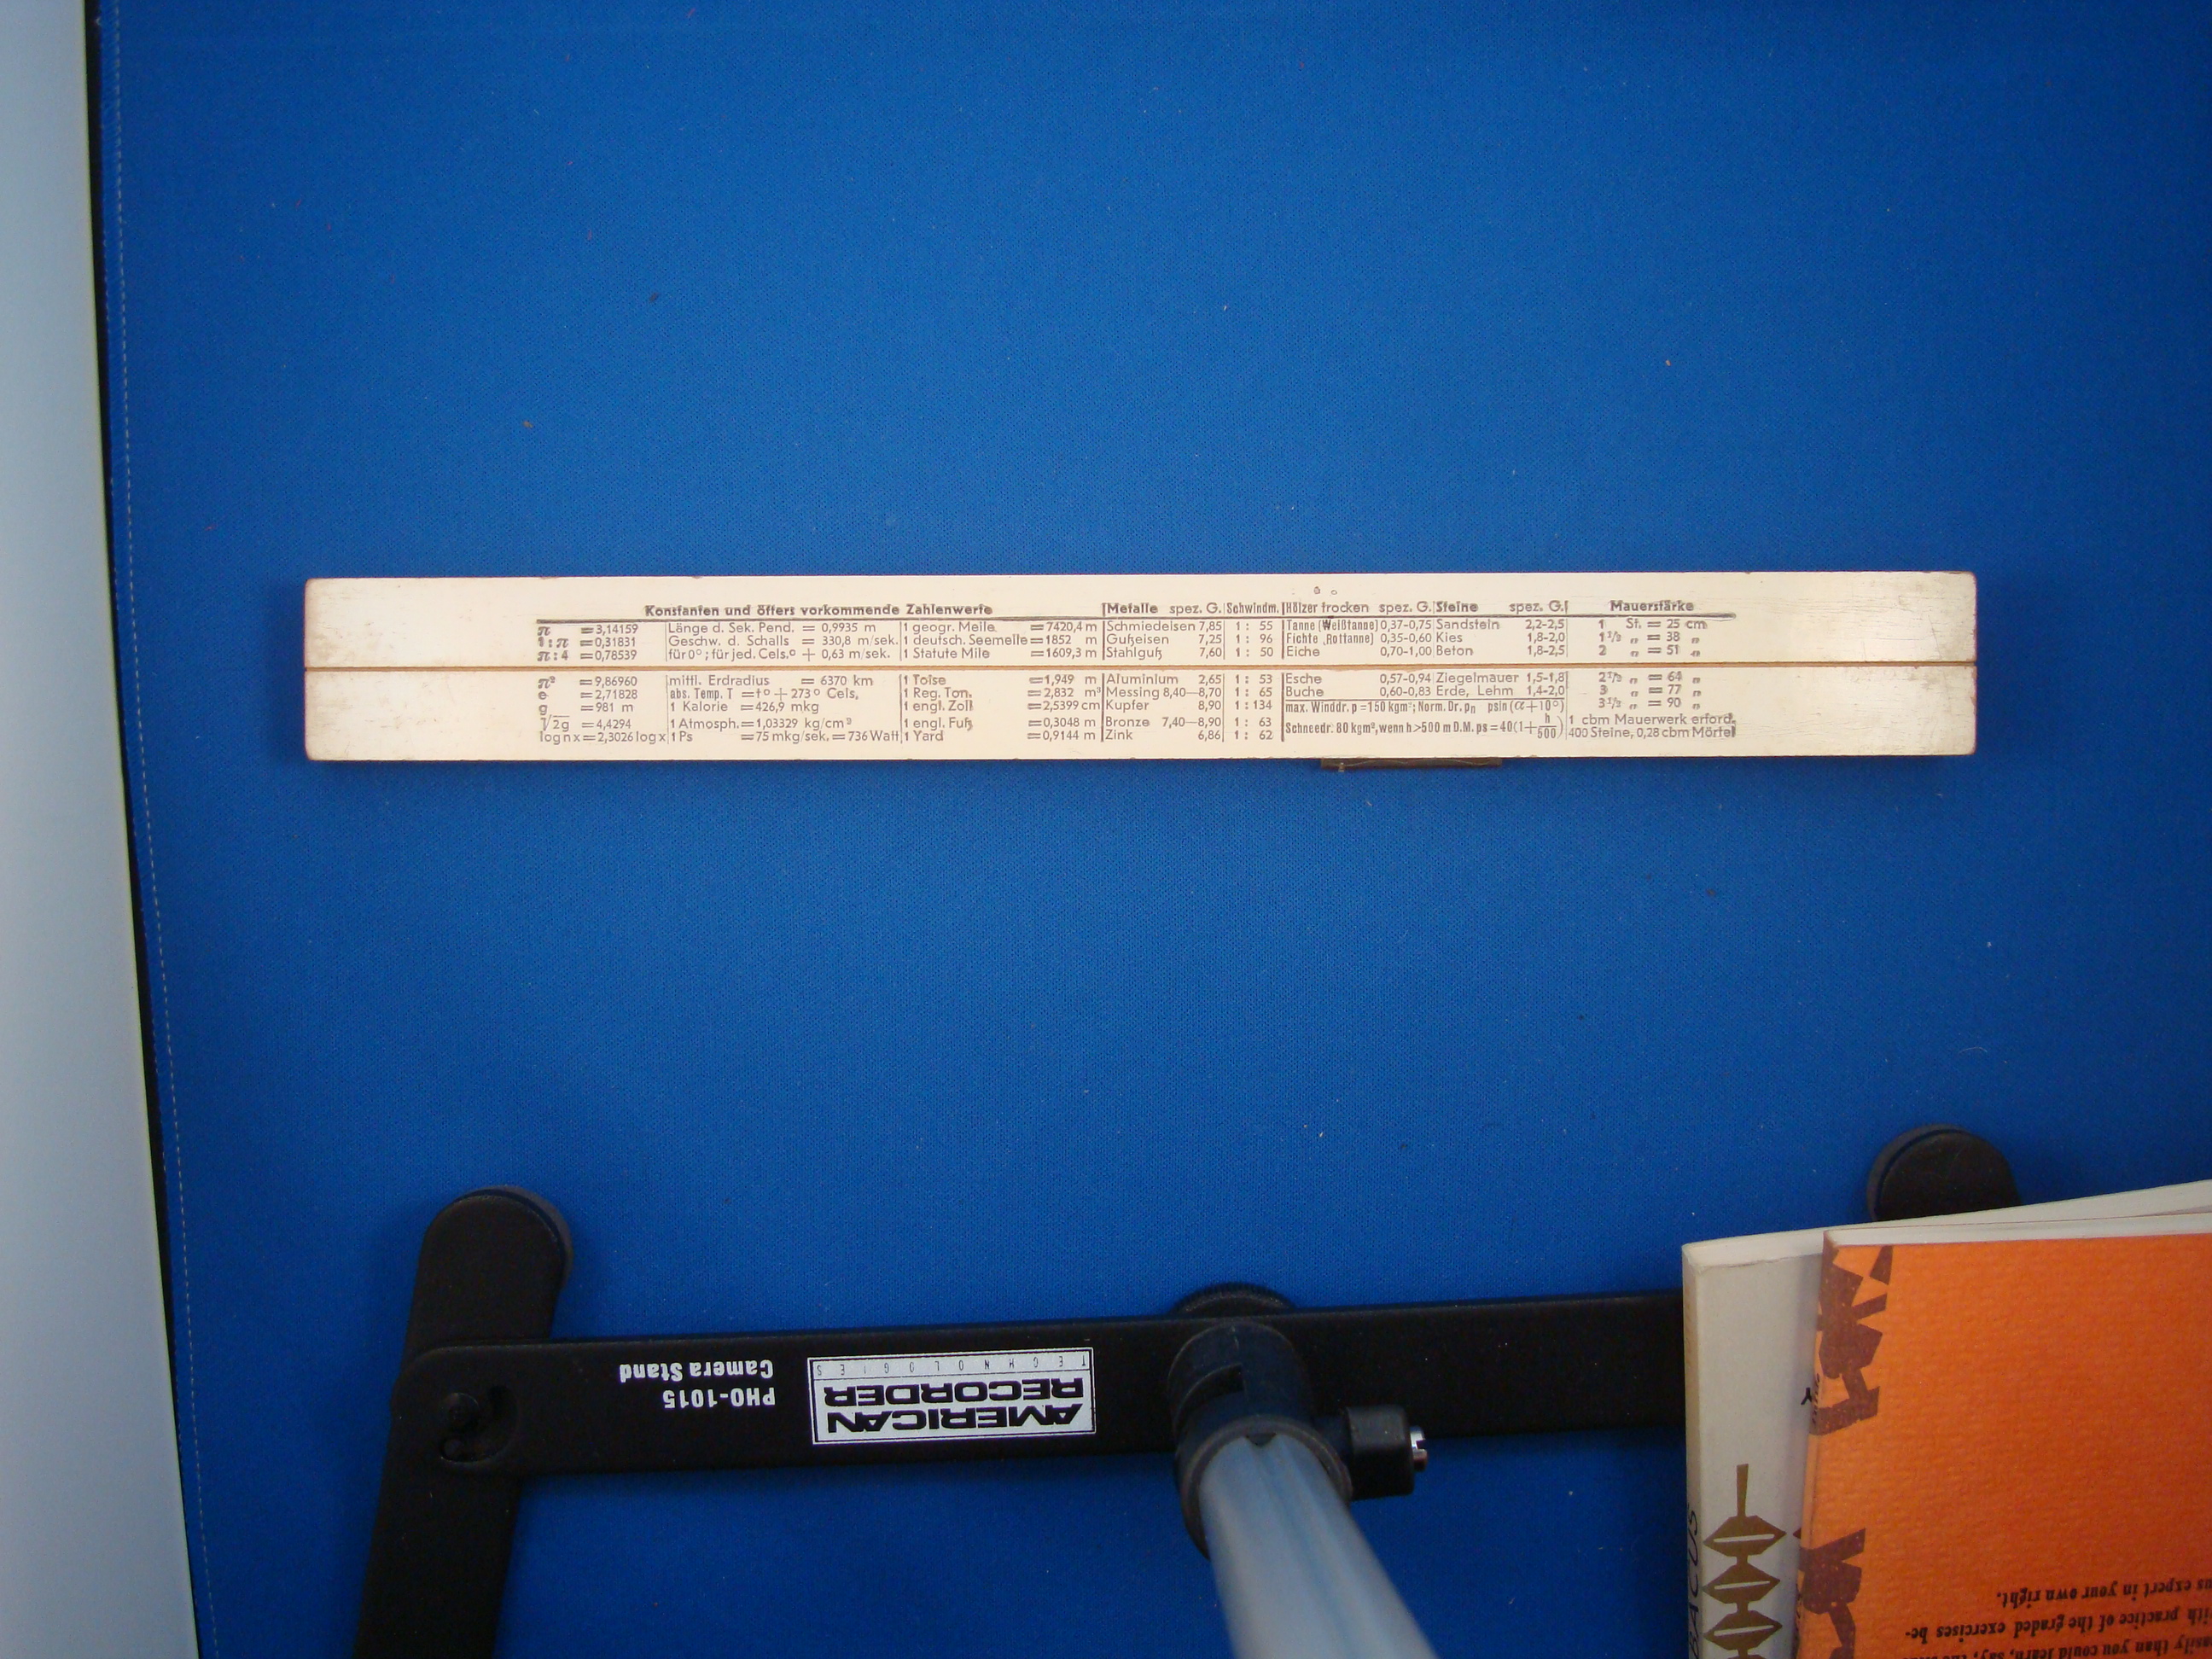 Konstanten und öfters vorkommende Zahlenwerte | Metalle spez. G. | Schwindm. | Hölzer trocken spez. G. | Steine spez. G. | Mauerstärke
π = 3,14159 | Länge d. Sek. Pend. = 0,9935 m | 1 geogr. Meile = 7420,4 m | Schmiedeisen 7,85 | 1 : 55 | Tanne (Weißtanne) 0,37-0,75 | Sandstein 2,2-2,5 | 1 St. = 25 cm
1 : π = 0,31831 | Geschw. d. Schalls = 330,8 m/sek. | 1 deutsch. Seemeile = 1852 m | Gußeisen 7,25 | 1 : 96 | Fichte (Rottanne) 0,35-0,60 | Kies 1,8-2,0 | 1 1/2 „ = 38 „
π : 4 = 0,78539 | für 0°; für jed. Cels.° + 0,63 m/sek. | 1 Statute Mile = 1609,3 m | Stahlguß 7,60 | 1 : 50 | Eiche 0,70-1,00 | Beton 1,8-2,5 | 2 „ = 51 „
π² = 9,86960 | mittl. Erdradius = 6370 km | 1 Toise = 1,949 m | Aluminium 2,65 | 1 : 53 | Esche 0,57-0,94 | Ziegelmauer 1,5-1,8 | 2 1/2 „ = 64 „
e = 2,71828 | abs. Temp. T = t° + 273° Cels, | 1 Reg. Ton. = 2,832 m³ | Messing 8,40—8,70 | 1 : 65 | Buche 0,60-0,83 | Erde, Lehm 1,4-2,0 | 3 „ = 77 „
g = 981 m | 1 Kalorie = 426,9 mkg | 1 engl. Zoll = 2,5399 cm | Kupfer 8,90 | 1 : 134 | max. Winddr. p = 150 kgm²; Norm. Dr. pn psin (α + 10°) | 3 1/2 „ = 90 „
√2g = 4,4294 | 1 Atmosph. = 1,03329 kg/cm² | 1 engl. Fuß = 0,3048 m | Bronze 7,40—8,90 | 1 : 63 | Schneedr. 80 kgm², wenn h > 500 m Ü.M. ps = 40 (1 + h/500) | 1 cbm Mauerwerk erford.
log n x = 2,3026 log x | 1 Ps = 75 mkg/sek. = 736 Watt | 1 Yard = 0,9144 m | Zink 6,86 | 1 : 62 | 400 Steine, 0,28 cbm Mörtel
AMERICAN
RECORDER
TECHNOLOGIES
PHO-1015
Camera Stand
with practice of the graded exercises be-
us expert in your own right.